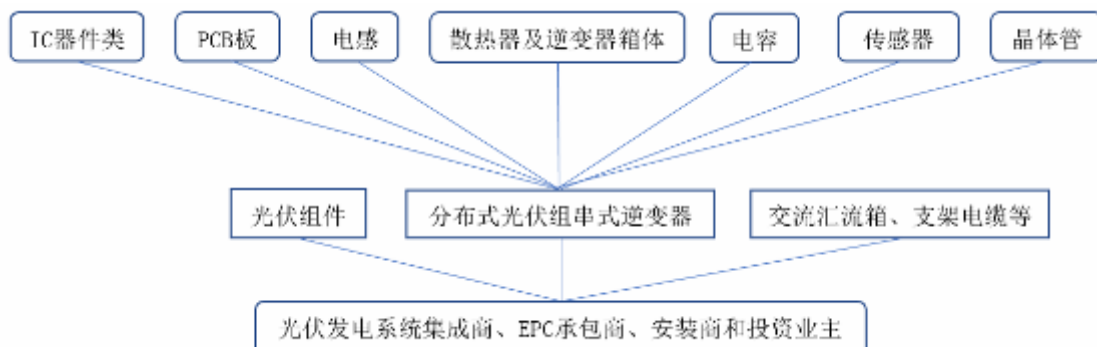 IC器件类
PCB板
电感
散热器及逆变器箱体
电容
传感器
晶体管
光伏组件
分布式光伏组串式逆变器
交流汇流箱、支架电缆等
光伏发电系统集成商、EPC承包商、安装商和投资业主